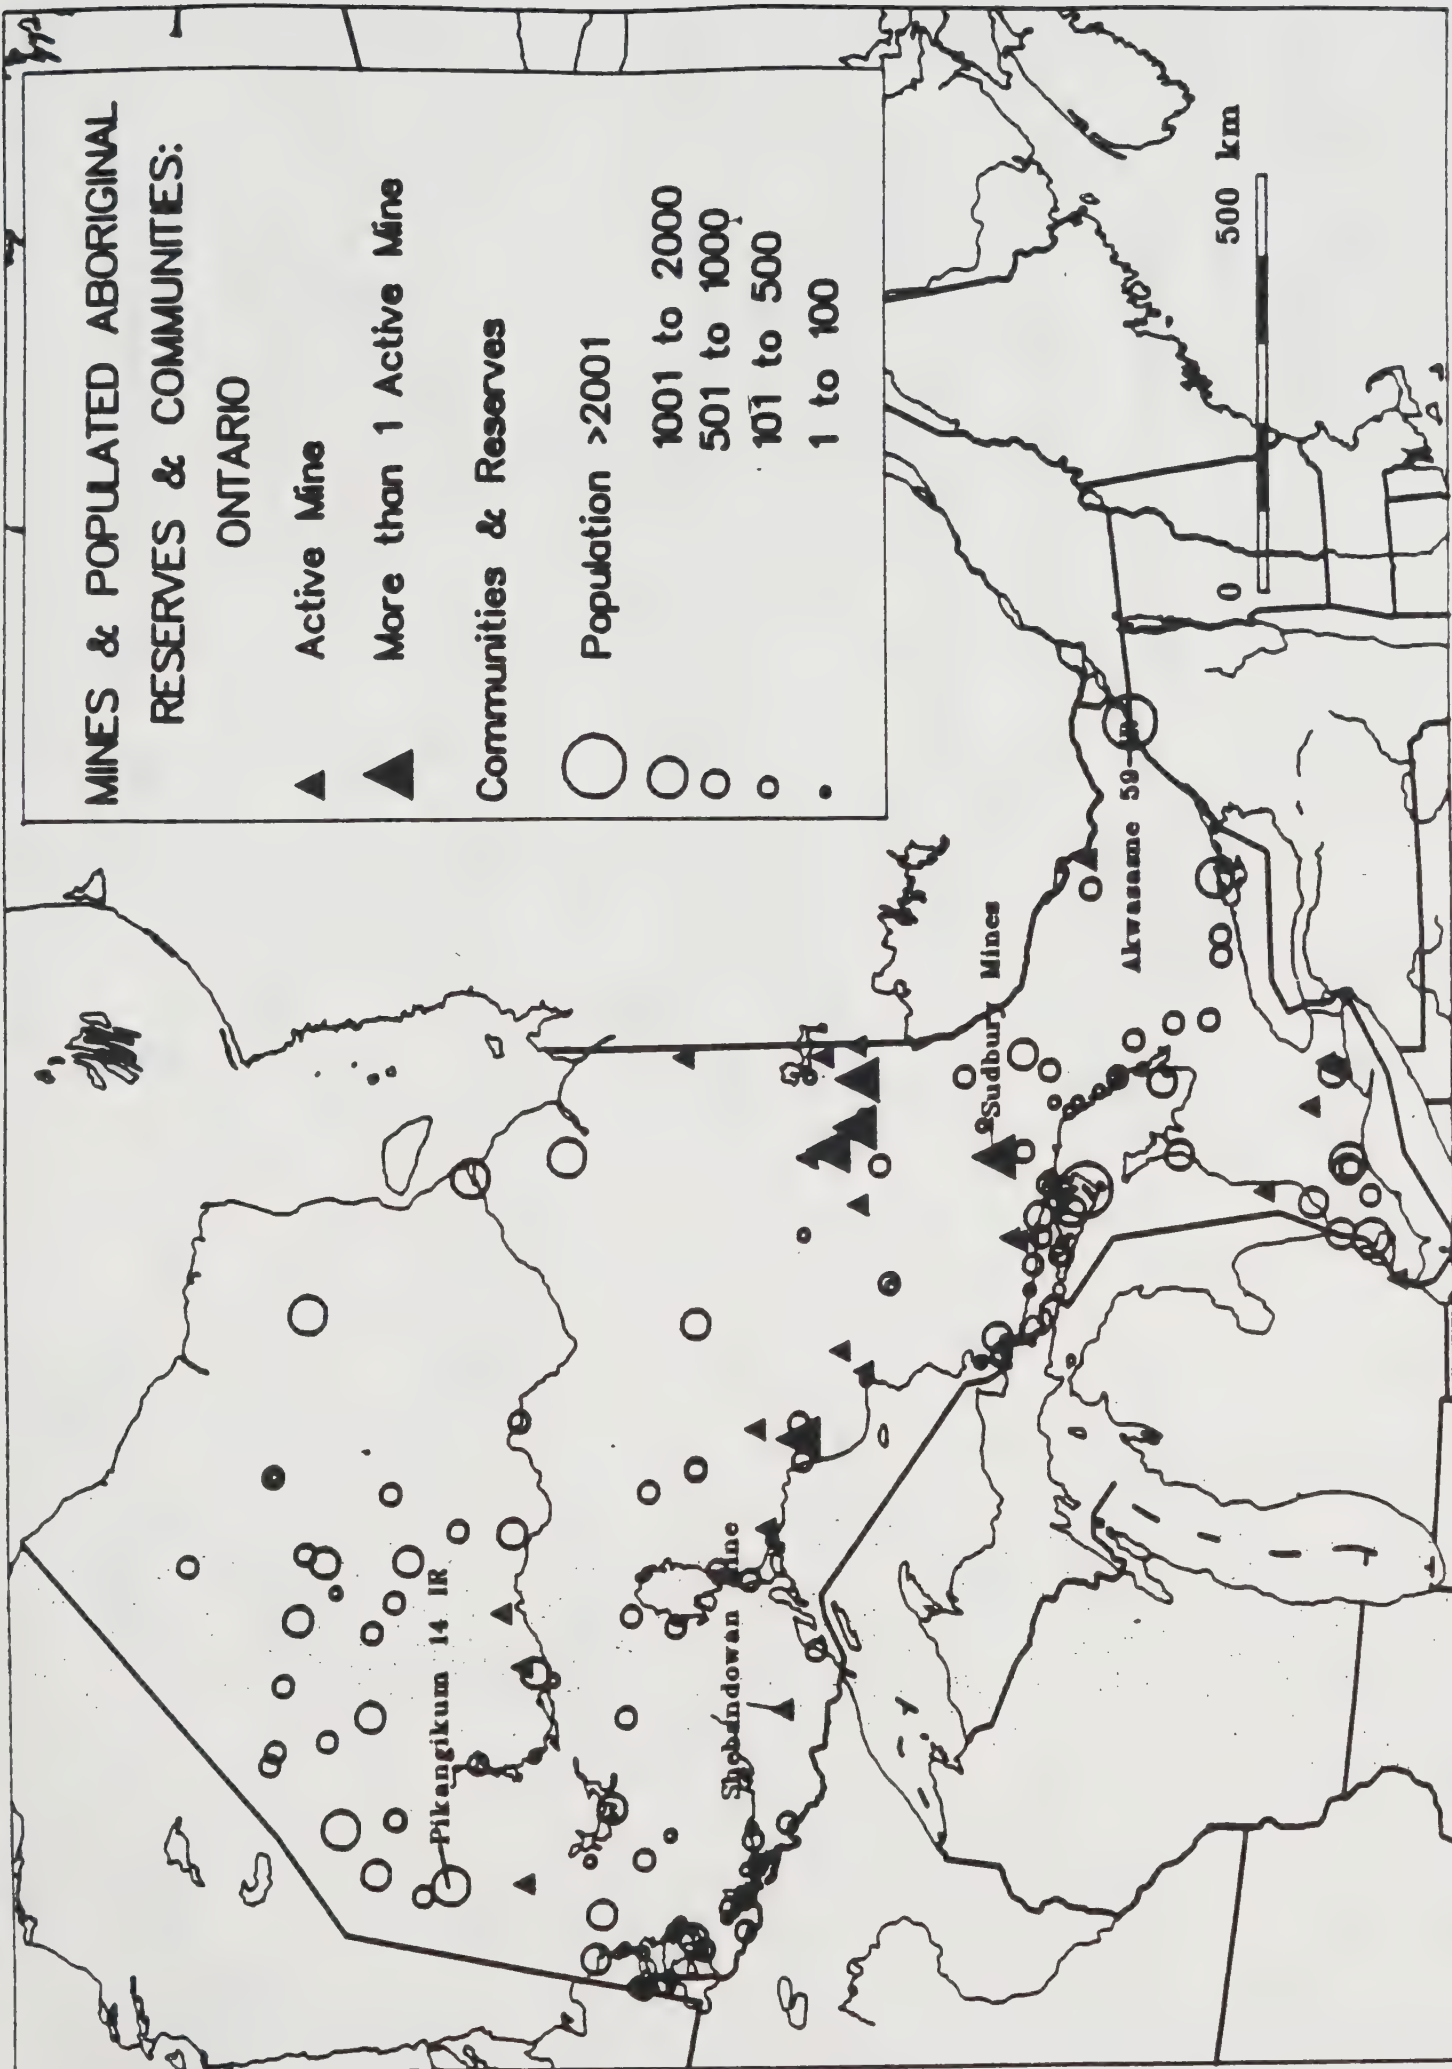 MINES & POPULATED ABORIGINAL
RESERVES & COMMUNITIES:
ONTARIO
Active Mine
More than 1 Active Mine
Communities & Reserves
Population >2001
1001 to 2000
501 to 1000
101 to 500
1 to 100
Pikangikum 14 IR
Shebandowan Mine
Sudbury Mines
Akwasasne 59
0
500 km